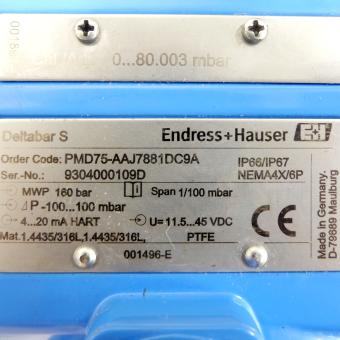 0...80.003 mbar
Deltabar S
Endress+Hauser
Order Code: PMD75-AAJ7881DC9A
IP66/IP67
Ser.-No.: 9304000109D
NEMA4X/6P
MWP 160 bar
Span 1/100 mbar
P -100...100 mbar
4...20 mA HART
U= 11.5...45 VDC
Mat.1.4435/316L,1.4435/316L,
PTFE
001496-E
Made in Germany,
D-79689 Maulburg